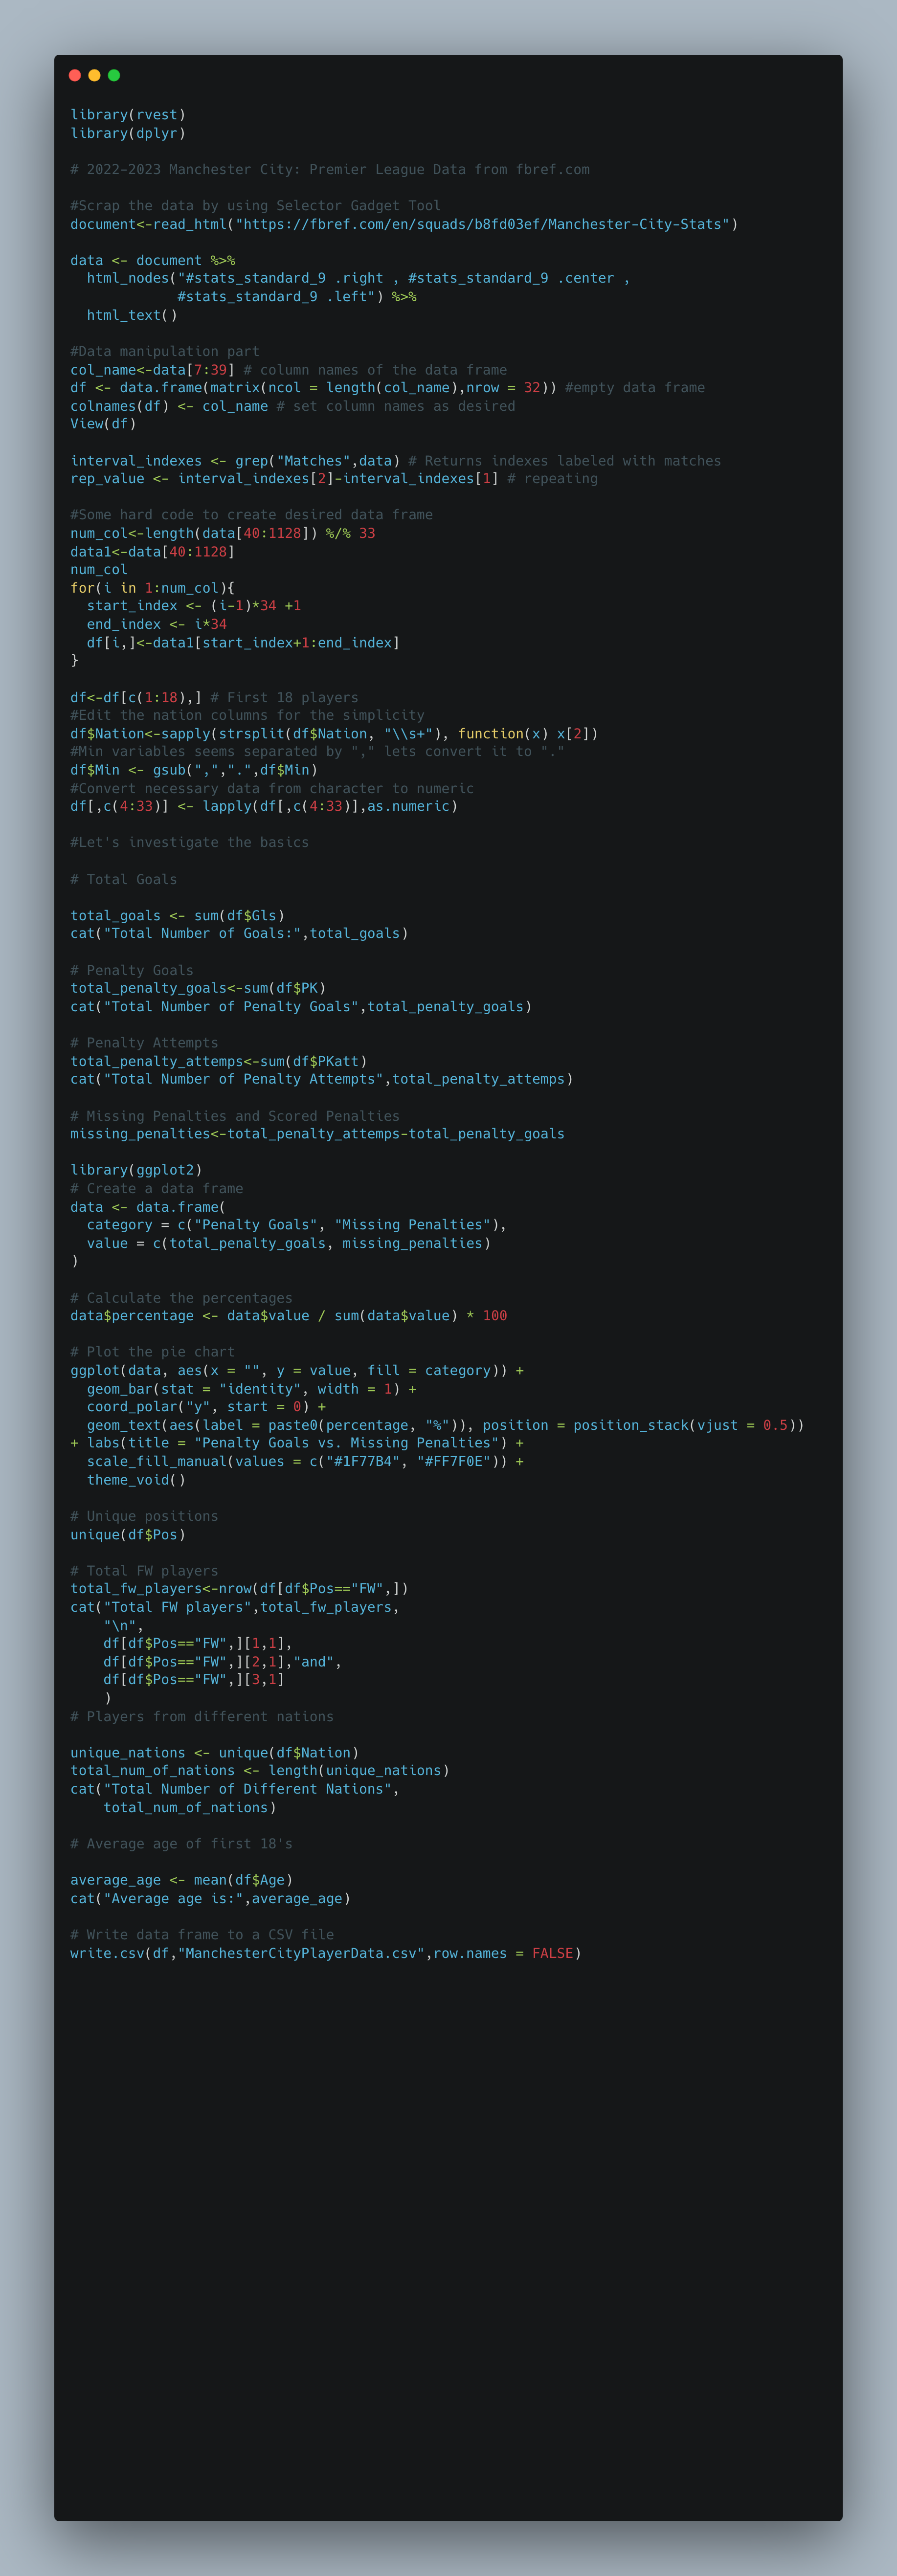 library(rvest)
library(dplyr)

# 2022-2023 Manchester City: Premier League Data from fbref.com

#Scrap the data by using Selector Gadget Tool
document<-read_html("https://fbref.com/en/squads/b8fd03ef/Manchester-City-Stats")

data <- document %>%
  html_nodes("#stats_standard_9 .right , #stats_standard_9 .center ,
             #stats_standard_9 .left") %>%
  html_text()

#Data manipulation part
col_name<-data[7:39] # column names of the data frame
df <- data.frame(matrix(ncol = length(col_name),nrow = 32)) #empty data frame
colnames(df) <- col_name # set column names as desired
View(df)

interval_indexes <- grep("Matches",data) # Returns indexes labeled with matches
rep_value <- interval_indexes[2]-interval_indexes[1] # repeating

#Some hard code to create desired data frame
num_col<-length(data[40:1128]) %/% 33
data1<-data[40:1128]
num_col
for(i in 1:num_col){
  start_index <- (i-1)*34 +1
  end_index <- i*34
  df[i,]<-data1[start_index+1:end_index]
}

df<-df[c(1:18),] # First 18 players
#Edit the nation columns for the simplicity
df$Nation<-sapply(strsplit(df$Nation, "\\s+"), function(x) x[2])
#Min variables seems separated by "," lets convert it to "."
df$Min <- gsub(",",".",df$Min)
#Convert necessary data from character to numeric
df[,c(4:33)] <- lapply(df[,c(4:33)],as.numeric)

#Let's investigate the basics

# Total Goals

total_goals <- sum(df$Gls)
cat("Total Number of Goals:",total_goals)

# Penalty Goals
total_penalty_goals<-sum(df$PK)
cat("Total Number of Penalty Goals",total_penalty_goals)

# Penalty Attempts
total_penalty_attemps<-sum(df$PKatt)
cat("Total Number of Penalty Attempts",total_penalty_attemps)

# Missing Penalties and Scored Penalties
missing_penalties<-total_penalty_attemps-total_penalty_goals

library(ggplot2)
# Create a data frame
data <- data.frame(
  category = c("Penalty Goals", "Missing Penalties"),
  value = c(total_penalty_goals, missing_penalties)
)

# Calculate the percentages
data$percentage <- data$value / sum(data$value) * 100

# Plot the pie chart
ggplot(data, aes(x = "", y = value, fill = category)) +
  geom_bar(stat = "identity", width = 1) +
  coord_polar("y", start = 0) +
  geom_text(aes(label = paste0(percentage, "%")), position = position_stack(vjust = 0.5))
+ labs(title = "Penalty Goals vs. Missing Penalties") +
  scale_fill_manual(values = c("#1F77B4", "#FF7F0E")) +
  theme_void()

# Unique positions
unique(df$Pos)

# Total FW players
total_fw_players<-nrow(df[df$Pos=="FW",])
cat("Total FW players",total_fw_players,
    "\n",
    df[df$Pos=="FW",][1,1],
    df[df$Pos=="FW",][2,1],"and",
    df[df$Pos=="FW",][3,1]
    )
# Players from different nations

unique_nations <- unique(df$Nation)
total_num_of_nations <- length(unique_nations)
cat("Total Number of Different Nations",
    total_num_of_nations)

# Average age of first 18's

average_age <- mean(df$Age)
cat("Average age is:",average_age)

# Write data frame to a CSV file
write.csv(df,"ManchesterCityPlayerData.csv",row.names = FALSE)